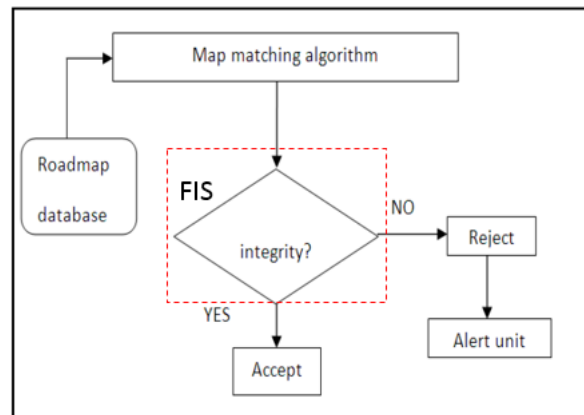 Map matching algorithm
Roadmap
database
FIS
integrity?
NO
Reject
YES
Alert unit
Accept